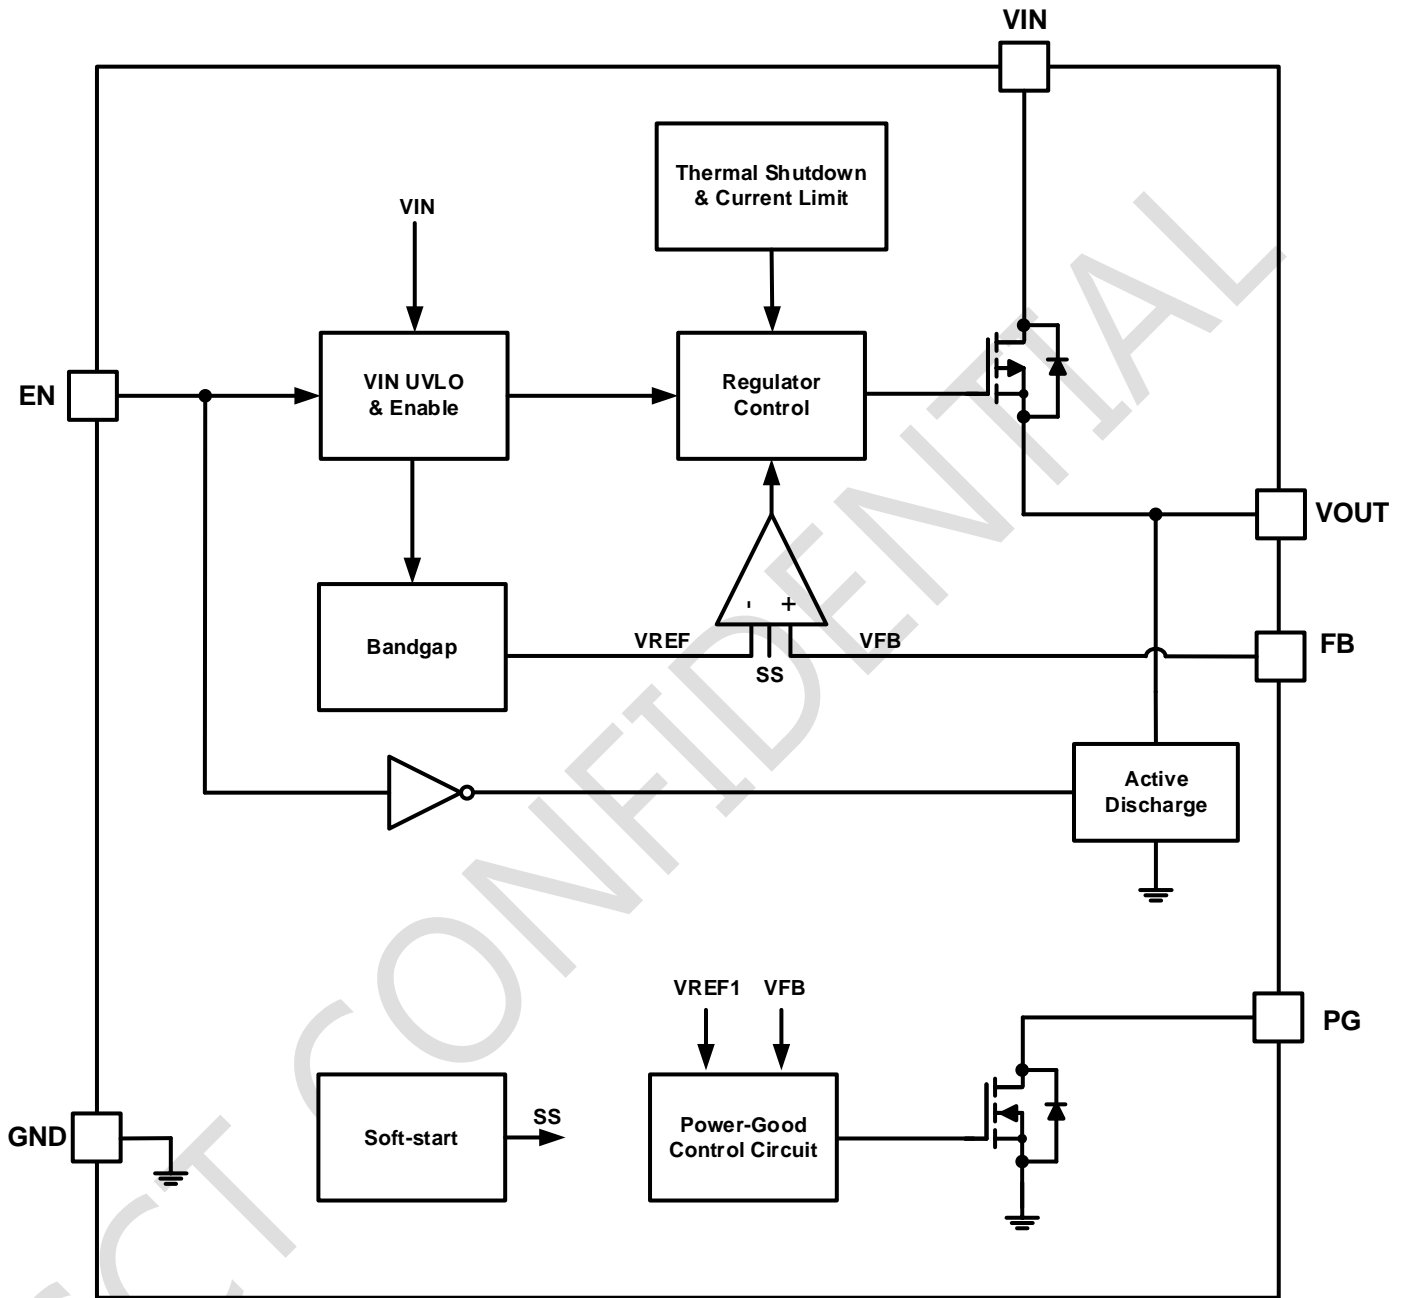 VIN
Thermal Shutdown
& Current Limit
VIN
EN
VIN UVLO
& Enable
Regulator
Control
VOUT
- +
Bandgap
VREF
SS
VFB
FB
Active
Discharge
VREF1
VFB
PG
GND
Soft-start
SS
Power-Good
Control Circuit
CT CONFIDENTIAL